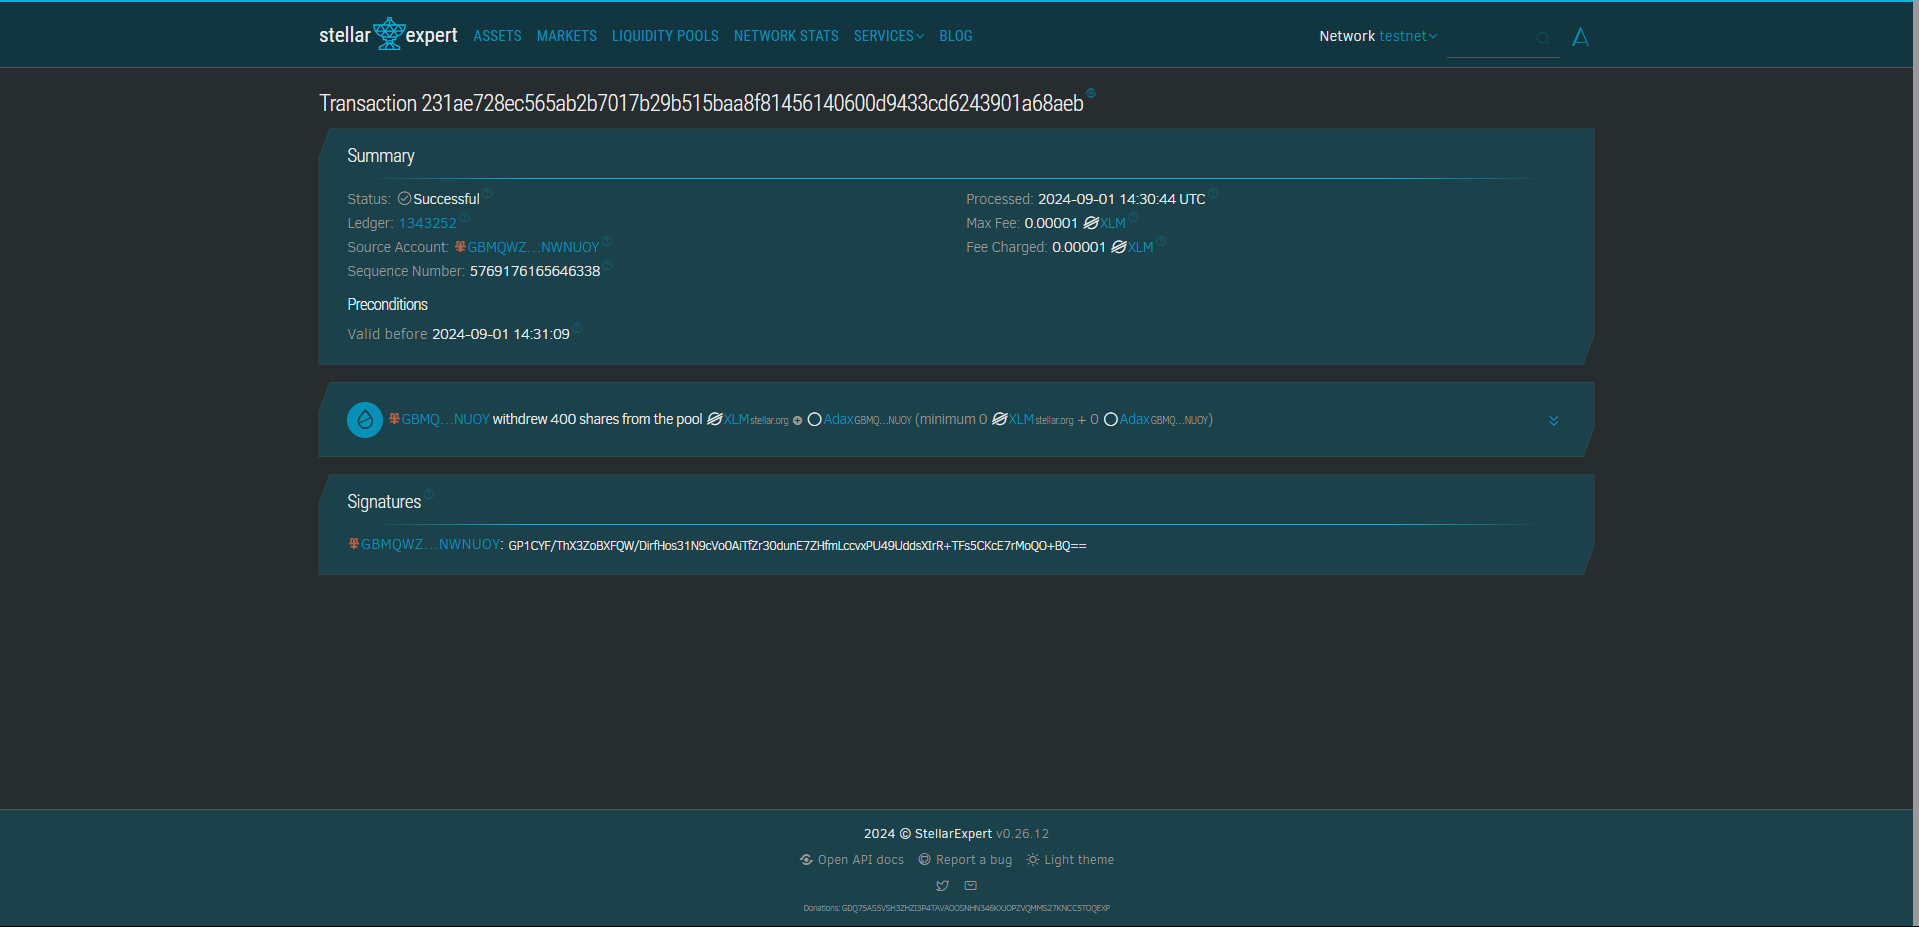 stellar expert ASSETS MARKETS LIQUIDITY POOLS NETWORK STATS SERVICES BLOG Network testnet
Transaction 231ae728ec565ab2b7017b29b515baa8f81456140600d9433cd6243901a68aeb
Summary
Status: Successful Processed: 2024-09-01 14:30:44 UTC
Ledger: 1343252 Max Fee: 0.00001 XLM
Source Account: GBMQWZ...NWNUOY Fee Charged: 0.00001 XLM
Sequence Number: 5769176165646338
Preconditions
Valid before 2024-09-01 14:31:09
GBMQ...NUOY withdrew 400 shares from the pool XLM stellar.org + Adax GBMQ...NUOY (minimum 0 XLM stellar.org + 0 Adax GBMQ...NUOY)
Signatures
GBMQWZ...NWNUOY: GP1CYF/ThX3ZoBXFQW/DirfHos31N9cVo0AiTfZr30dunE7ZHfmLccvxPU49UddsXIrR+TFs5CKcE7rMoQO+BQ==
2024 © StellarExpert v0.26.12
Open API docs Report a bug Light theme
Donations: